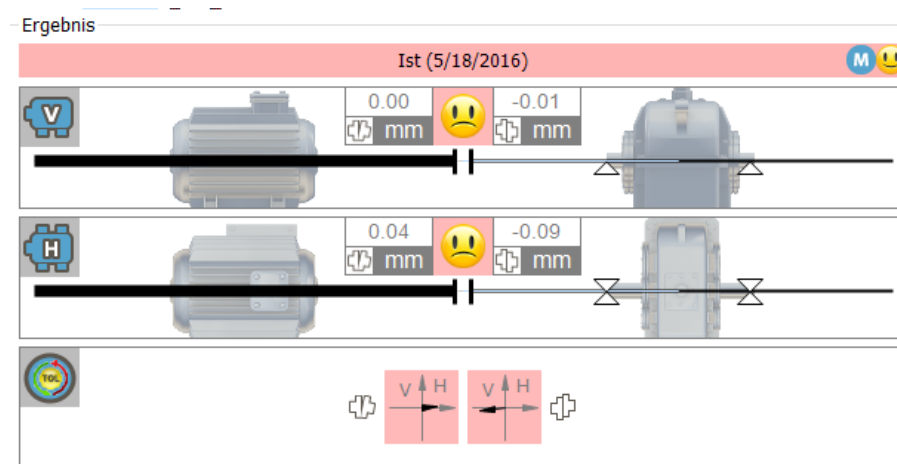 Ergebnis
Ist (5/18/2016)
M
V
0.00
-0.01
mm
mm
H
0.04
-0.09
mm
mm
TOL
V H
V H